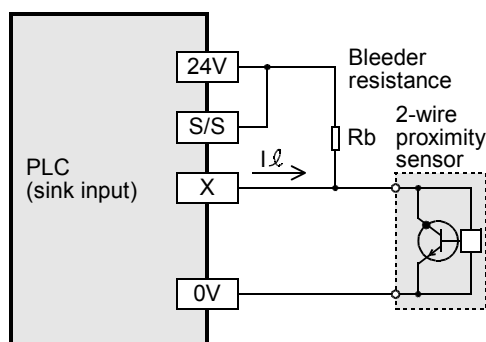 24V
S/S
X
0V
PLC
(sink input)
Iℓ
Bleeder
resistance
Rb
2-wire
proximity
sensor